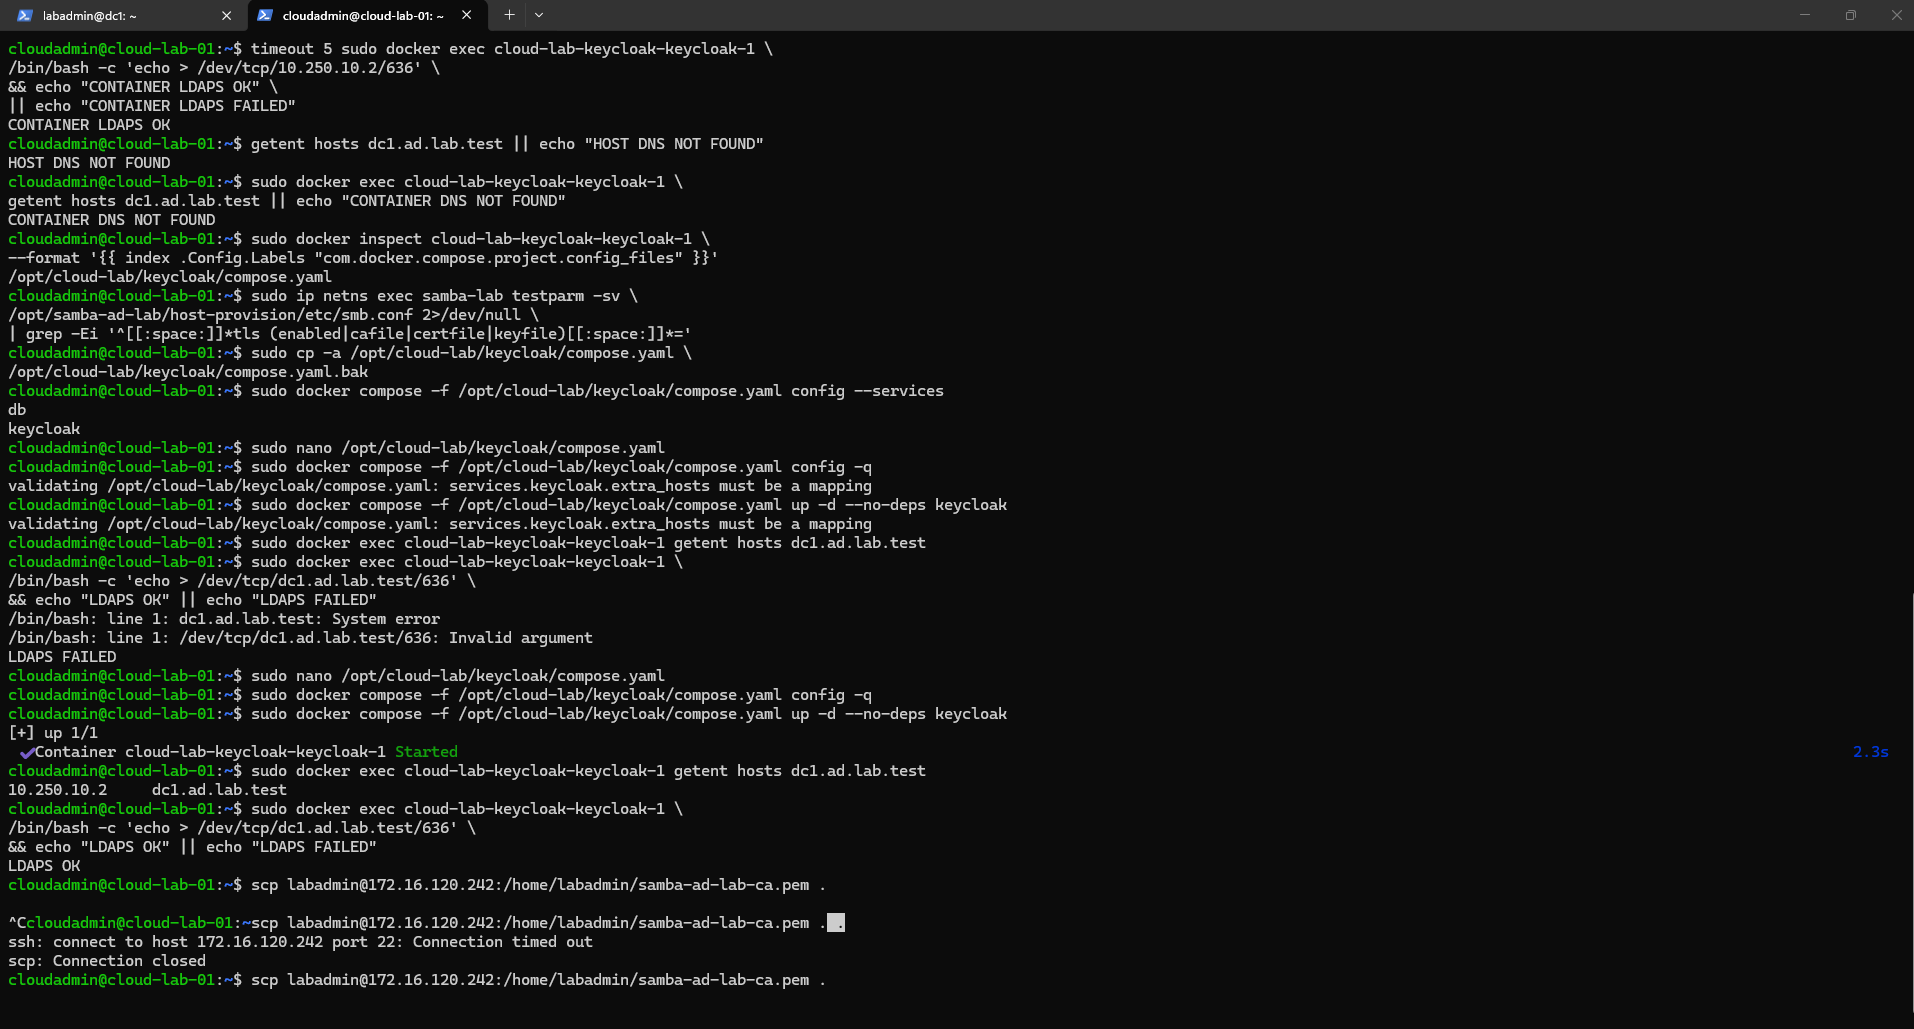 labadmin@dc1: ~
cloudadmin@cloud-lab-01: ~
cloudadmin@cloud-lab-01:~$ timeout 5 sudo docker exec cloud-lab-keycloak-keycloak-1 \
/bin/bash -c 'echo > /dev/tcp/10.250.10.2/636' \
&& echo "CONTAINER LDAPS OK" \
|| echo "CONTAINER LDAPS FAILED"
CONTAINER LDAPS OK
cloudadmin@cloud-lab-01:~$ getent hosts dc1.ad.lab.test || echo "HOST DNS NOT FOUND"
HOST DNS NOT FOUND
cloudadmin@cloud-lab-01:~$ sudo docker exec cloud-lab-keycloak-keycloak-1 \
getent hosts dc1.ad.lab.test || echo "CONTAINER DNS NOT FOUND"
CONTAINER DNS NOT FOUND
cloudadmin@cloud-lab-01:~$ sudo docker inspect cloud-lab-keycloak-keycloak-1 \
--format '{{ index .Config.Labels "com.docker.compose.project.config_files" }}'
/opt/cloud-lab/keycloak/compose.yaml
cloudadmin@cloud-lab-01:~$ sudo ip netns exec samba-lab testparm -sv \
/opt/samba-ad-lab/host-provision/etc/smb.conf 2>/dev/null \
| grep -Ei '^[[:space:]]*tls (enabled|cafile|certfile|keyfile)[[:space:]]*='
cloudadmin@cloud-lab-01:~$ sudo cp -a /opt/cloud-lab/keycloak/compose.yaml \
/opt/cloud-lab/keycloak/compose.yaml.bak
cloudadmin@cloud-lab-01:~$ sudo docker compose -f /opt/cloud-lab/keycloak/compose.yaml config --services
db
keycloak
cloudadmin@cloud-lab-01:~$ sudo nano /opt/cloud-lab/keycloak/compose.yaml
cloudadmin@cloud-lab-01:~$ sudo docker compose -f /opt/cloud-lab/keycloak/compose.yaml config -q
validating /opt/cloud-lab/keycloak/compose.yaml: services.keycloak.extra_hosts must be a mapping
cloudadmin@cloud-lab-01:~$ sudo docker compose -f /opt/cloud-lab/keycloak/compose.yaml up -d --no-deps keycloak
validating /opt/cloud-lab/keycloak/compose.yaml: services.keycloak.extra_hosts must be a mapping
cloudadmin@cloud-lab-01:~$ sudo docker exec cloud-lab-keycloak-keycloak-1 getent hosts dc1.ad.lab.test
cloudadmin@cloud-lab-01:~$ sudo docker exec cloud-lab-keycloak-keycloak-1 \
/bin/bash -c 'echo > /dev/tcp/dc1.ad.lab.test/636' \
&& echo "LDAPS OK" || echo "LDAPS FAILED"
/bin/bash: line 1: dc1.ad.lab.test: System error
/bin/bash: line 1: /dev/tcp/dc1.ad.lab.test/636: Invalid argument
LDAPS FAILED
cloudadmin@cloud-lab-01:~$ sudo nano /opt/cloud-lab/keycloak/compose.yaml
cloudadmin@cloud-lab-01:~$ sudo docker compose -f /opt/cloud-lab/keycloak/compose.yaml config -q
cloudadmin@cloud-lab-01:~$ sudo docker compose -f /opt/cloud-lab/keycloak/compose.yaml up -d --no-deps keycloak
[+] up 1/1
✔Container cloud-lab-keycloak-keycloak-1 Started 2.3s
cloudadmin@cloud-lab-01:~$ sudo docker exec cloud-lab-keycloak-keycloak-1 getent hosts dc1.ad.lab.test
10.250.10.2     dc1.ad.lab.test
cloudadmin@cloud-lab-01:~$ sudo docker exec cloud-lab-keycloak-keycloak-1 \
/bin/bash -c 'echo > /dev/tcp/dc1.ad.lab.test/636' \
&& echo "LDAPS OK" || echo "LDAPS FAILED"
LDAPS OK
cloudadmin@cloud-lab-01:~$ scp labadmin@172.16.120.242:/home/labadmin/samba-ad-lab-ca.pem .
^Ccloudadmin@cloud-lab-01:~scp labadmin@172.16.120.242:/home/labadmin/samba-ad-lab-ca.pem . .
ssh: connect to host 172.16.120.242 port 22: Connection timed out
scp: Connection closed
cloudadmin@cloud-lab-01:~$ scp labadmin@172.16.120.242:/home/labadmin/samba-ad-lab-ca.pem .